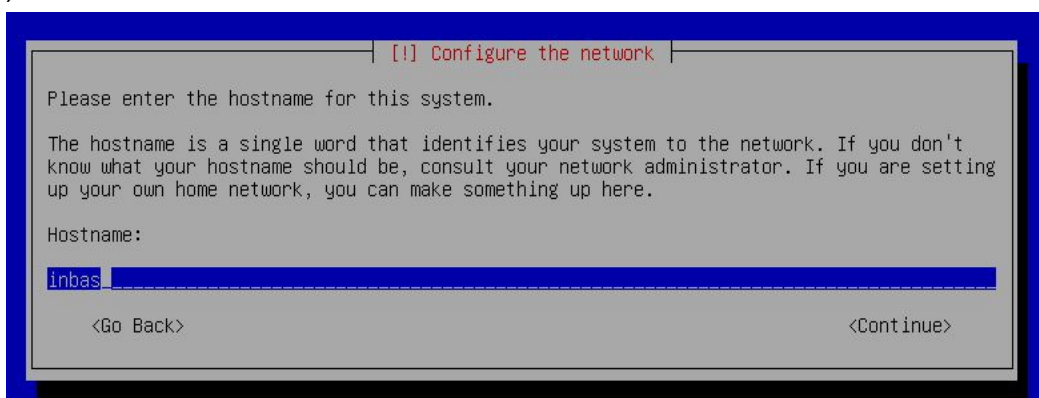 [!] Configure the network
Please enter the hostname for this system.
The hostname is a single word that identifies your system to the network. If you don't
know what your hostname should be, consult your network administrator. If you are setting
up your own home network, you can make something up here.
Hostname:
inbas
<Go Back> <Continue>